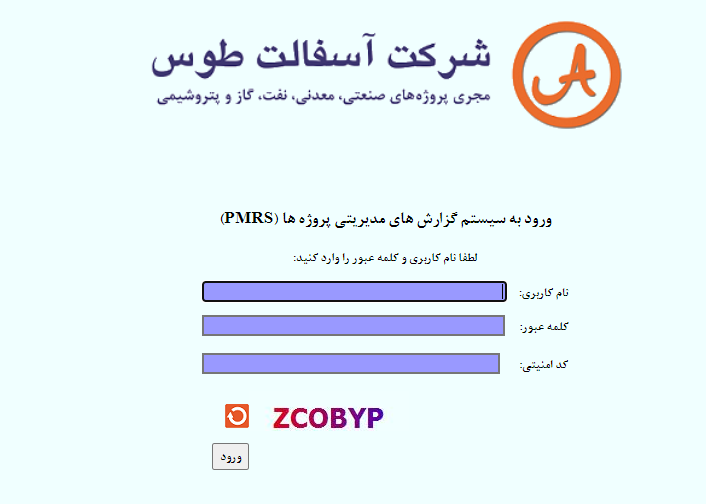 شرکت آسفالت طوس
مجری پروژه‌های صنعتی، معدنی، نفت، گاز و پتروشیمی
ورود به سیستم گزارش های مدیریتی پروژه ها (PMRS)
لطفا نام کاربری و کلمه عبور را وارد کنید:
نام کاربری:
کلمه عبور:
کد امنیتی:
ZCOBYP
ورود